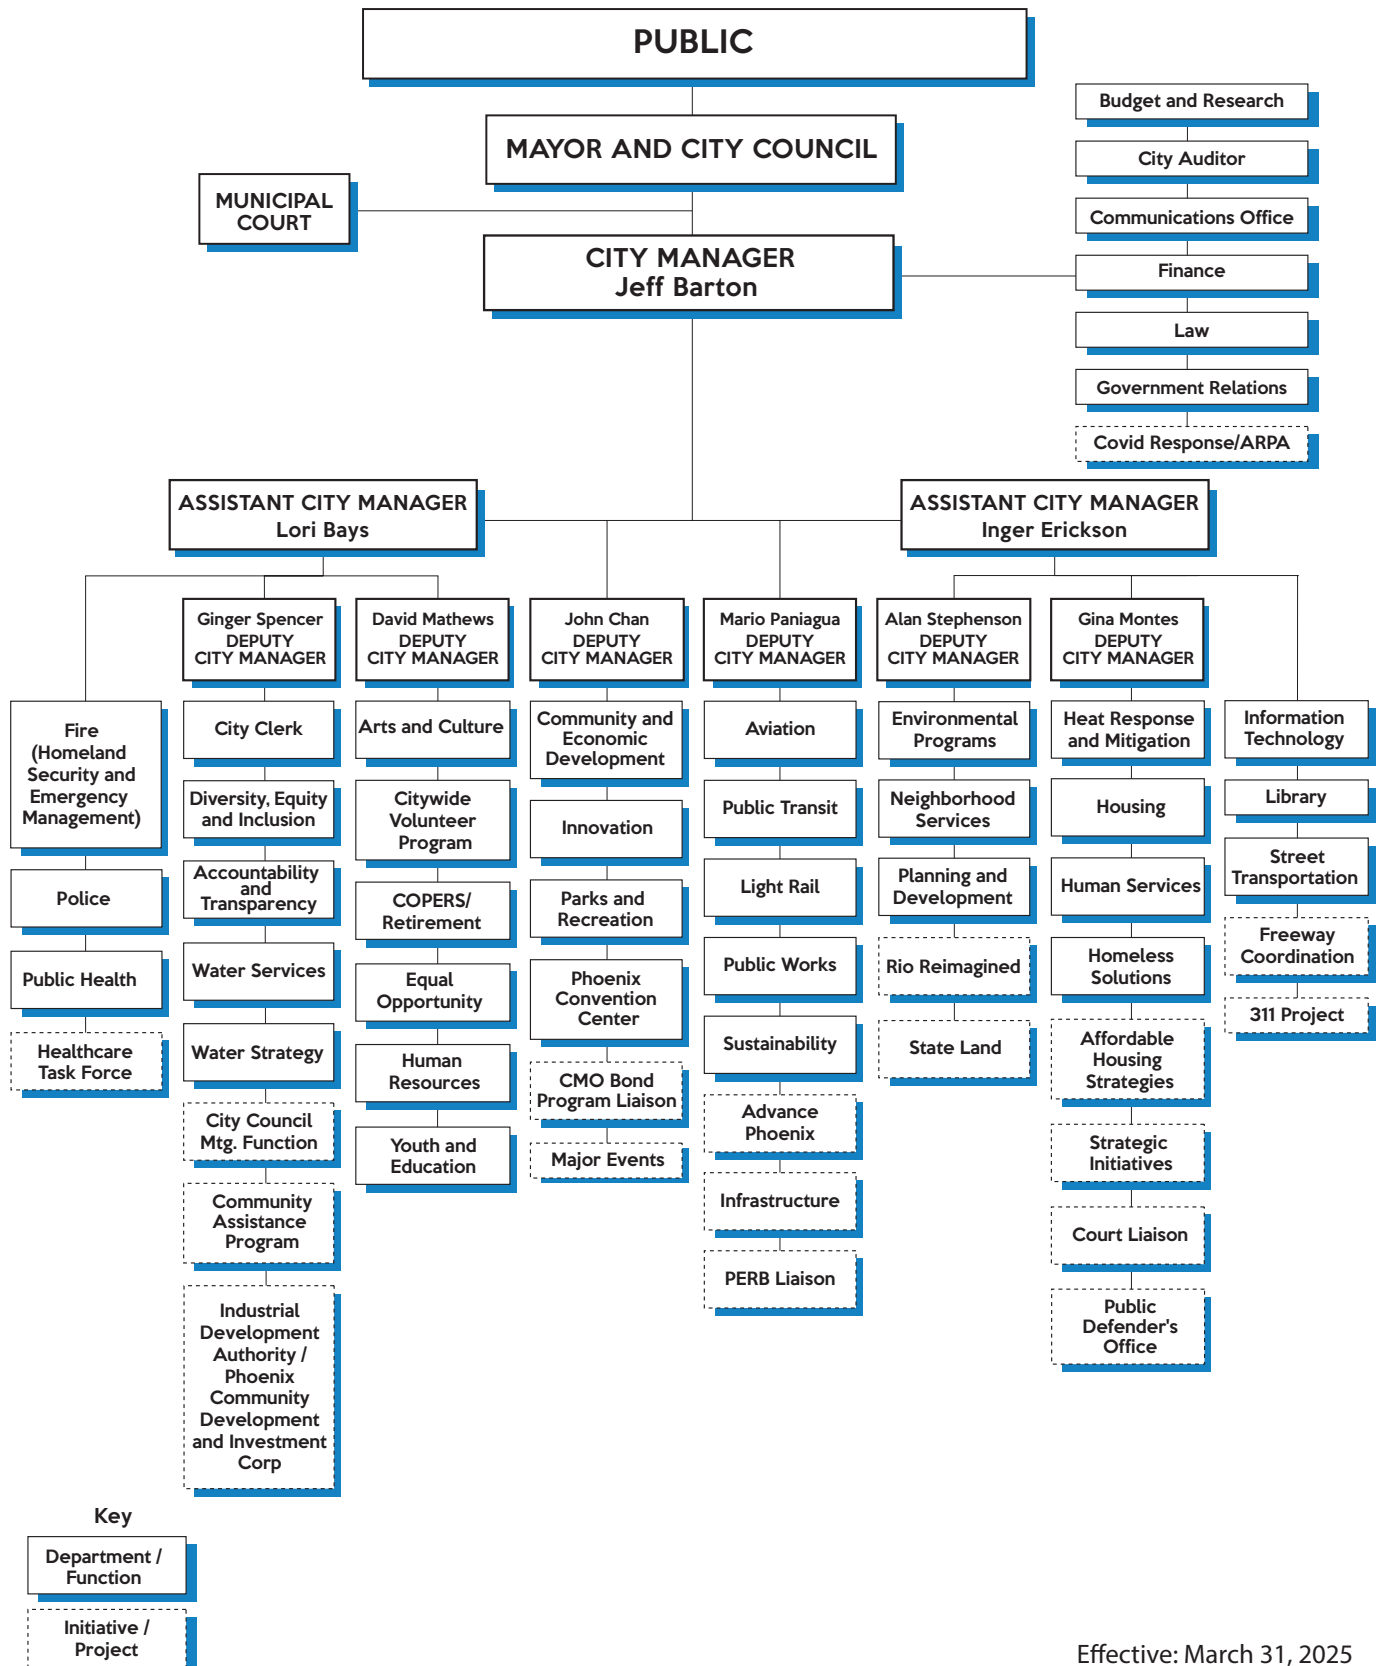 PUBLIC
MAYOR AND CITY COUNCIL
MUNICIPAL
COURT
CITY MANAGER
Jeff Barton
Budget and Research
City Auditor
Communications Office
Finance
Law
Government Relations
Covid Response/ARPA
ASSISTANT CITY MANAGER
Lori Bays
ASSISTANT CITY MANAGER
Inger Erickson
Fire
(Homeland
Security and
Emergency
Management)
Police
Public Health
Healthcare
Task Force
Ginger Spencer
DEPUTY
CITY MANAGER
City Clerk
Diversity, Equity
and Inclusion
Accountability
and
Transparency
Water Services
Water Strategy
City Council
Mtg. Function
Community
Assistance
Program
Industrial
Development
Authority /
Phoenix
Community
Development
and Investment
Corp
David Mathews
DEPUTY
CITY MANAGER
Arts and Culture
Citywide
Volunteer
Program
COPERS/
Retirement
Equal
Opportunity
Human
Resources
Youth and
Education
John Chan
DEPUTY
CITY MANAGER
Community and
Economic
Development
Innovation
Parks and
Recreation
Phoenix
Convention
Center
CMO Bond
Program Liaison
Major Events
Mario Paniagua
DEPUTY
CITY MANAGER
Aviation
Public Transit
Light Rail
Public Works
Sustainability
Advance
Phoenix
Infrastructure
PERB Liaison
Alan Stephenson
DEPUTY
CITY MANAGER
Environmental
Programs
Neighborhood
Services
Planning and
Development
Rio Reimagined
State Land
Gina Montes
DEPUTY
CITY MANAGER
Heat Response
and Mitigation
Housing
Human Services
Homeless
Solutions
Affordable
Housing
Strategies
Strategic
Initiatives
Court Liaison
Public
Defender's
Office
Information
Technology
Library
Street
Transportation
Freeway
Coordination
311 Project
Key
Department /
Function
Initiative /
Project
Effective: March 31, 2025